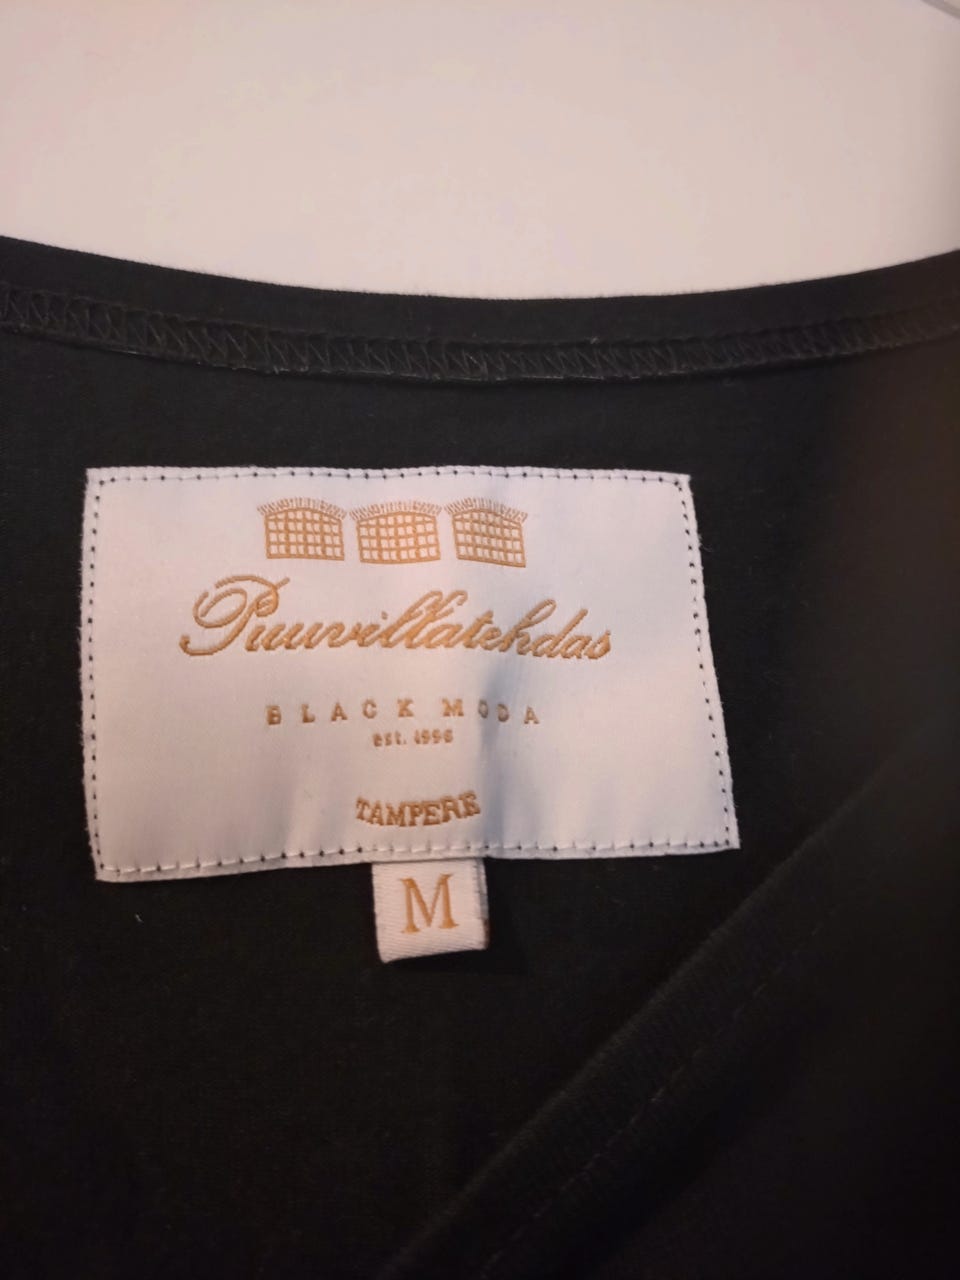 Puuvillatehdas
BLACK MODA
est. 1996
TAMPERE
M